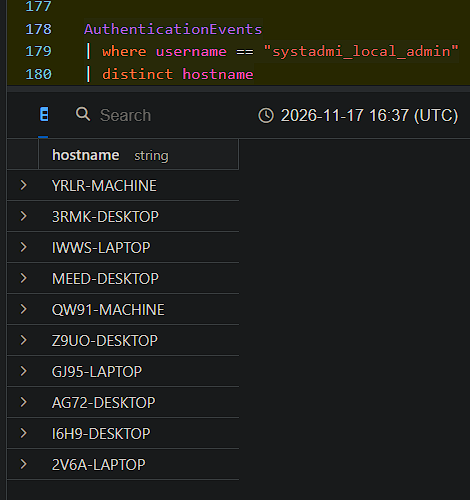 177
178 AuthenticationEvents
179 | where username == "systadmi_local_admin"
180 | distinct hostname
Search 2026-11-17 16:37 (UTC)
hostname string
YRLR-MACHINE
3RMK-DESKTOP
IWWS-LAPTOP
MEED-DESKTOP
QW91-MACHINE
Z9UO-DESKTOP
GJ95-LAPTOP
AG72-DESKTOP
I6H9-DESKTOP
2V6A-LAPTOP